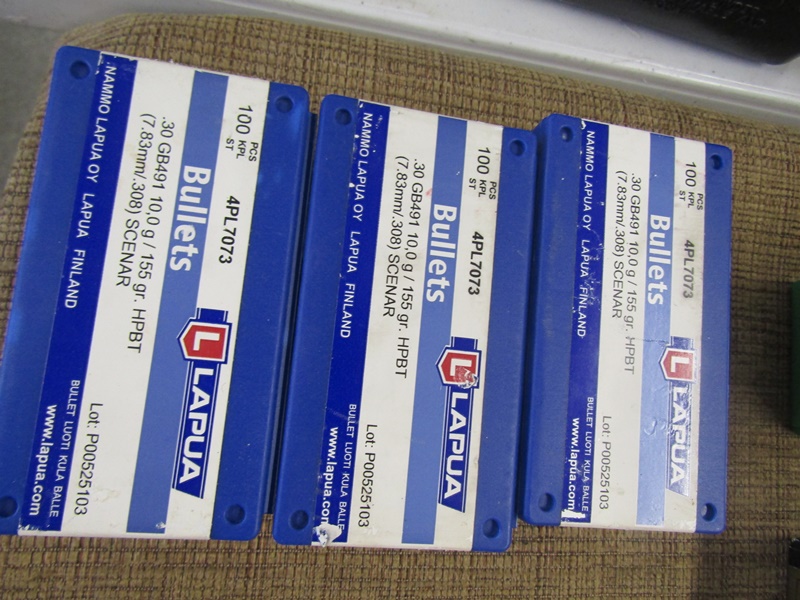 100 PCS KPL ST
4PL7073
Bullets
.30 GB491 10,0 g / 155 gr. HPBT
(7.83mm/.308) SCENAR
L LAPUA
Lot: P00525103
NAMMO LAPUA OY LAPUA FINLAND
BULLET LUOTI KULA BALLE
www.lapua.com
100 PCS KPL ST
4PL7073
Bullets
.30 GB491 10,0 g / 155 gr. HPBT
(7.83mm/.308) SCENAR
L LAPUA
Lot: P00525103
NAMMO LAPUA OY LAPUA FINLAND
BULLET LUOTI KULA BALLE
www.lapua.com
100 PCS KPL ST
4PL7073
Bullets
.30 GB491 10,0 g / 155 gr. HPBT
(7.83mm/.308) SCENAR
L LAPUA
Lot: P00525103
NAMMO LAPUA OY LAPUA FINLAND
BULLET LUOTI KULA BALLE
www.lapua.com